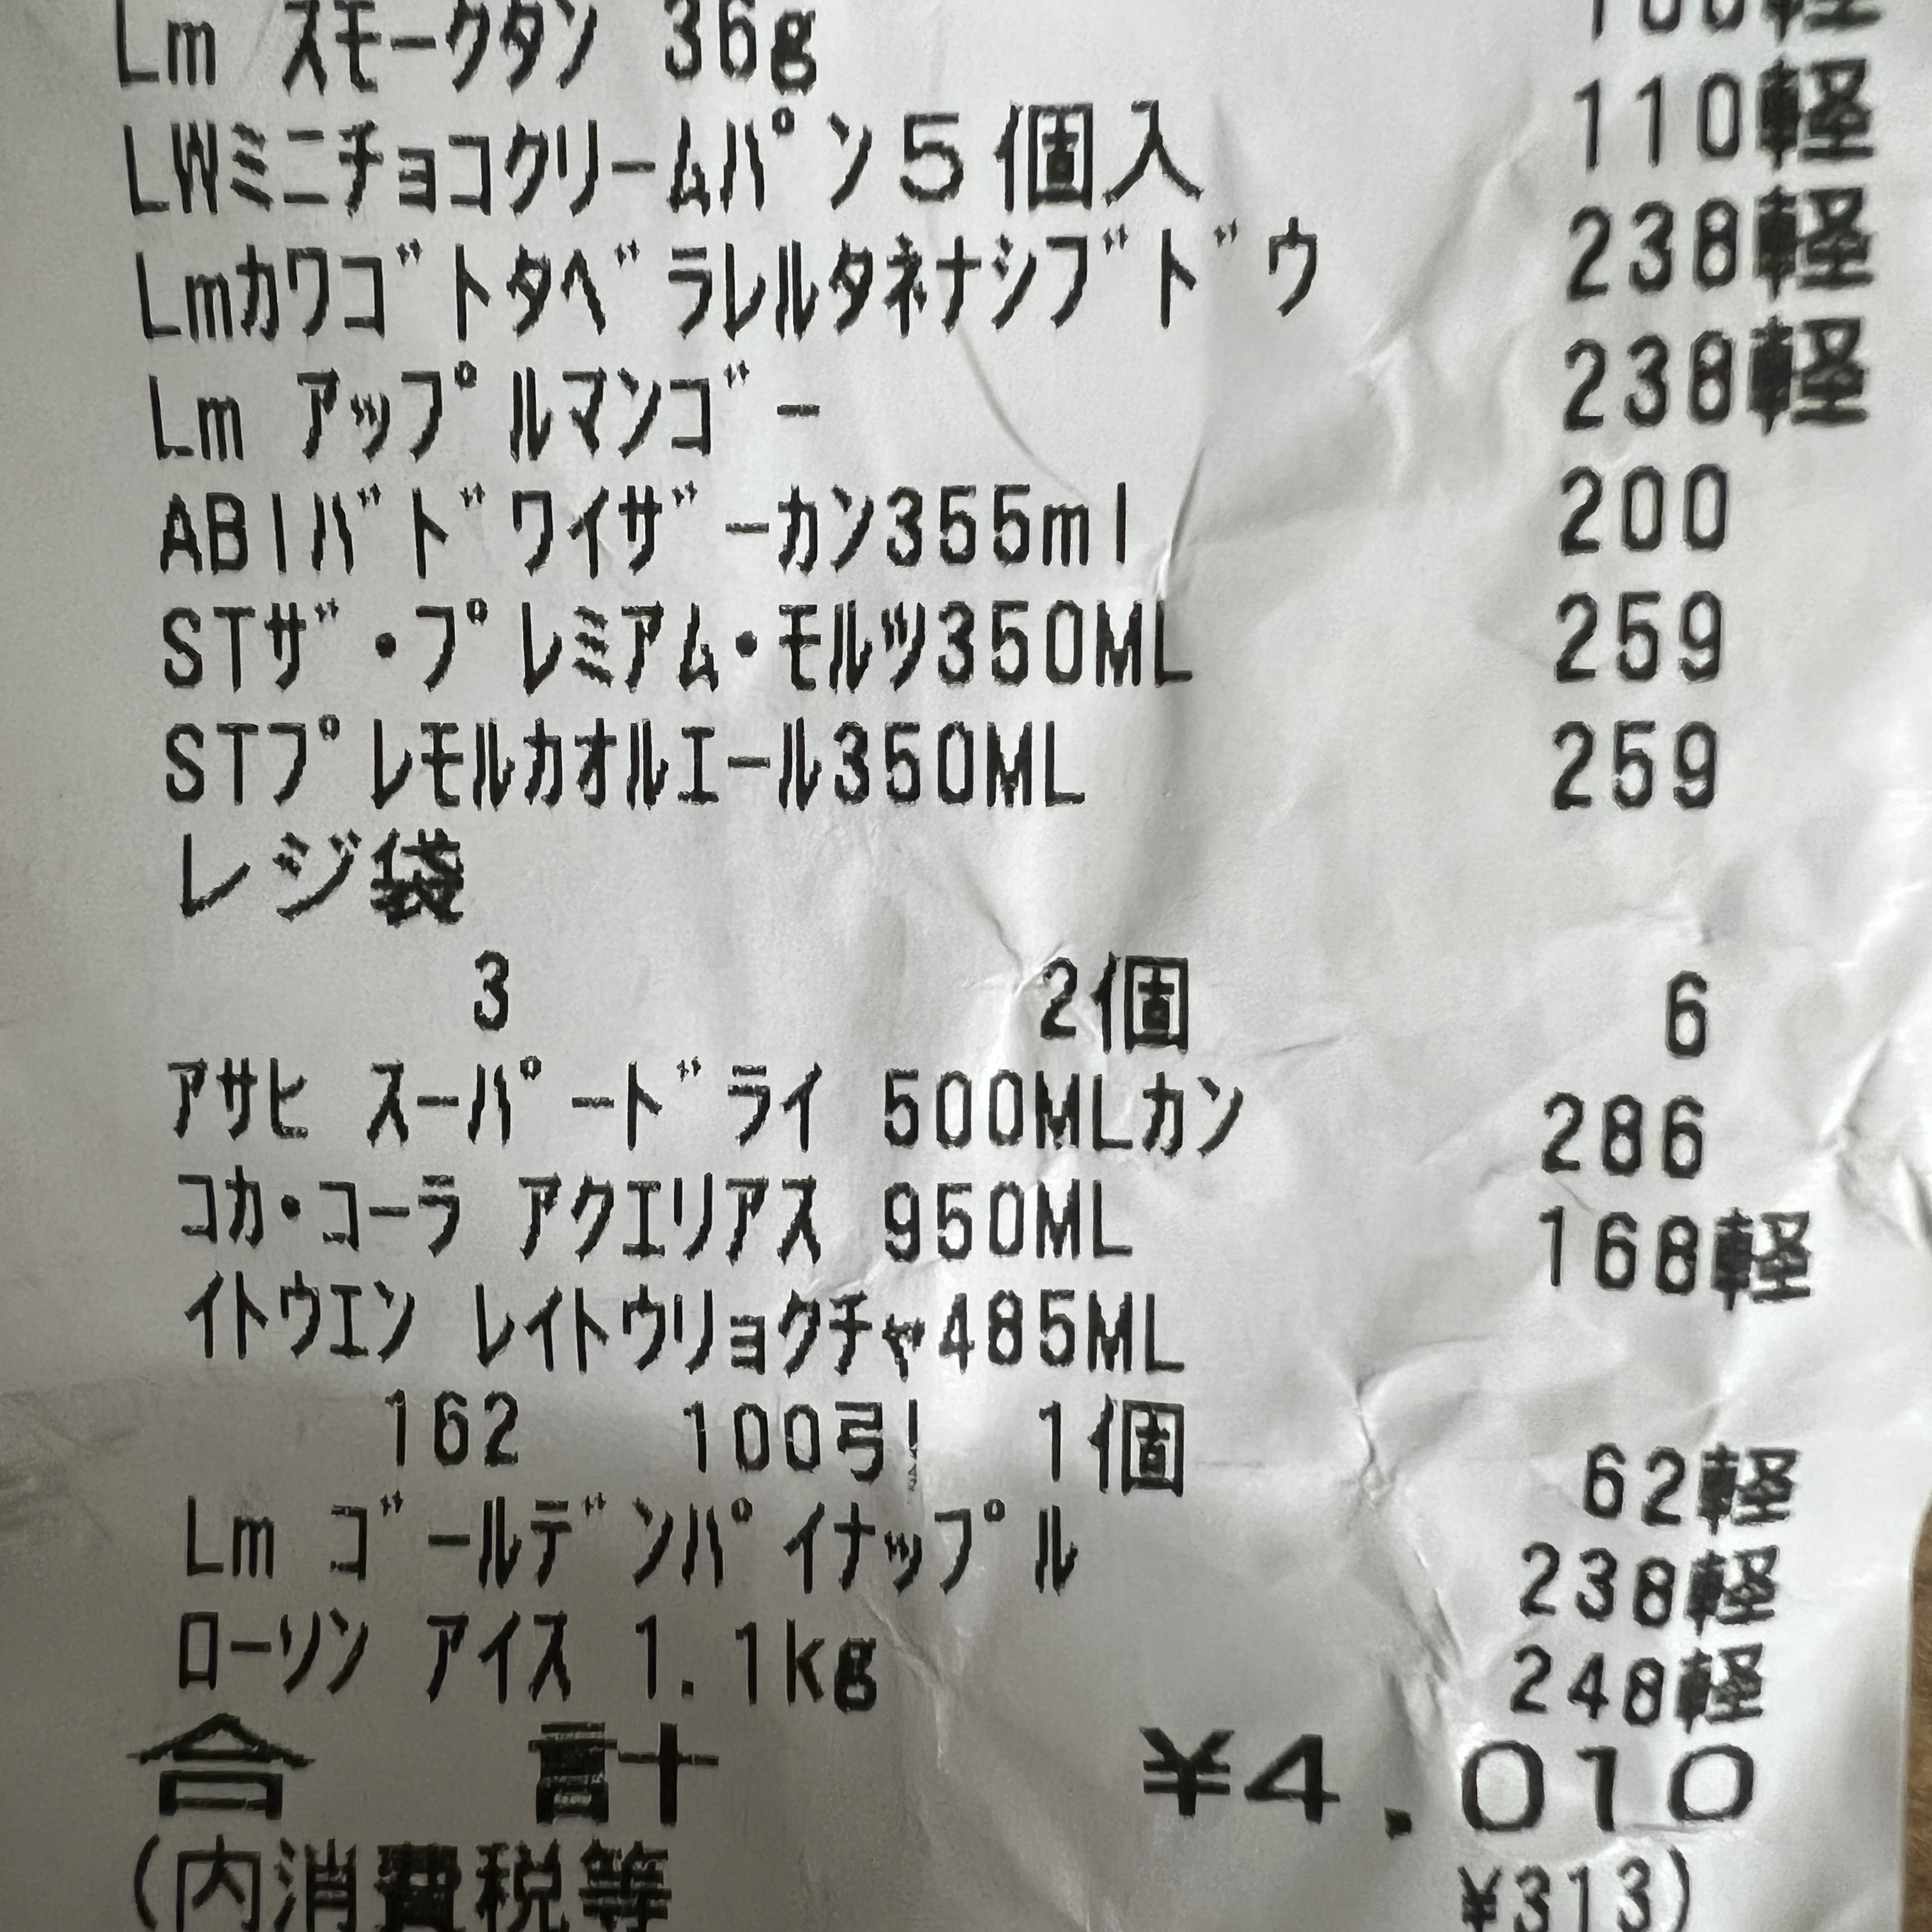 Lm スモークタン 36g
LWミニチョコクリームパン5個入 110軽
Lmカワゴトタベラレルタネナシブドウ 238軽
Lm アップルマンゴー 238軽
ABIバドワイザーカン355ml 200
STザ・プレミアム・モルツ350ML 259
STプレモルカオルエール350ML 259
レジ袋
3 2個 6
アサヒ スーパードライ 500MLカン 286
コカ・コーラ アクエリアス 950ML 168軽
イトウエン レイトウリョクチャ485ML
162 100引 1個 62軽
Lm ゴールデンパイナップル 238軽
ローソン アイス 1.1kg 248軽
合 計 ¥4,010
(内消費税等 ¥313)